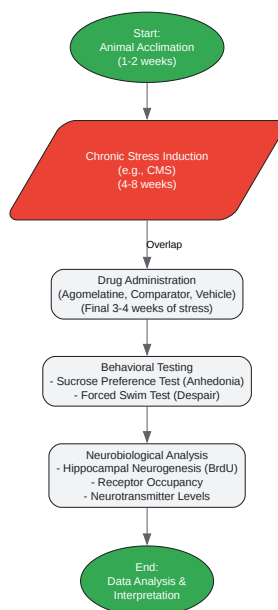 Start:
Animal Acclimation
(1-2 weeks)
Chronic Stress Induction
(e.g., CMS)
(4-8 weeks)
Overlap
Drug Administration
(Agomelatine, Comparator, Vehicle)
(Final 3-4 weeks of stress)
Behavioral Testing
- Sucrose Preference Test (Anhedonia)
- Forced Swim Test (Despair)
Neurobiological Analysis
- Hippocampal Neurogenesis (BrdU)
- Receptor Occupancy
- Neurotransmitter Levels
End:
Data Analysis &
Interpretation